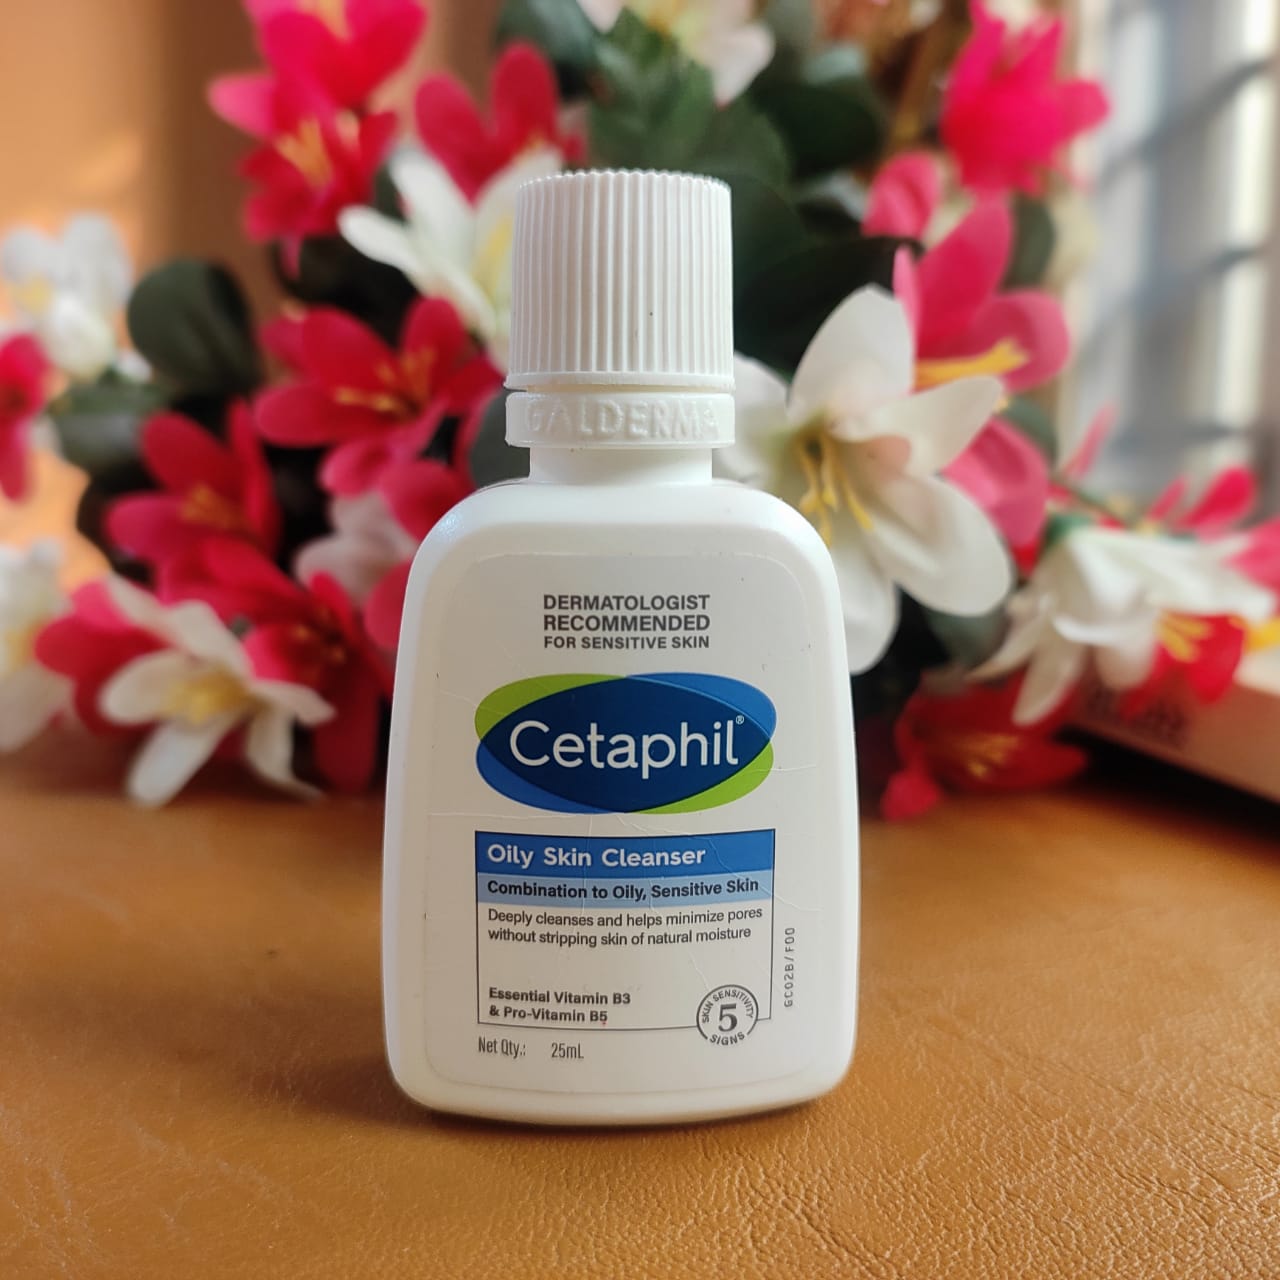 GALDERMA
DERMATOLOGIST
RECOMMENDED
FOR SENSITIVE SKIN
Cetaphil®
Oily Skin Cleanser
Combination to Oily, Sensitive Skin
Deeply cleanses and helps minimize pores
without stripping skin of natural moisture
Essential Vitamin B3
& Pro-Vitamin B5
SKIN SENSITIVITY
5
SIGNS
Net Qty.: 25mL
GC02B/F00